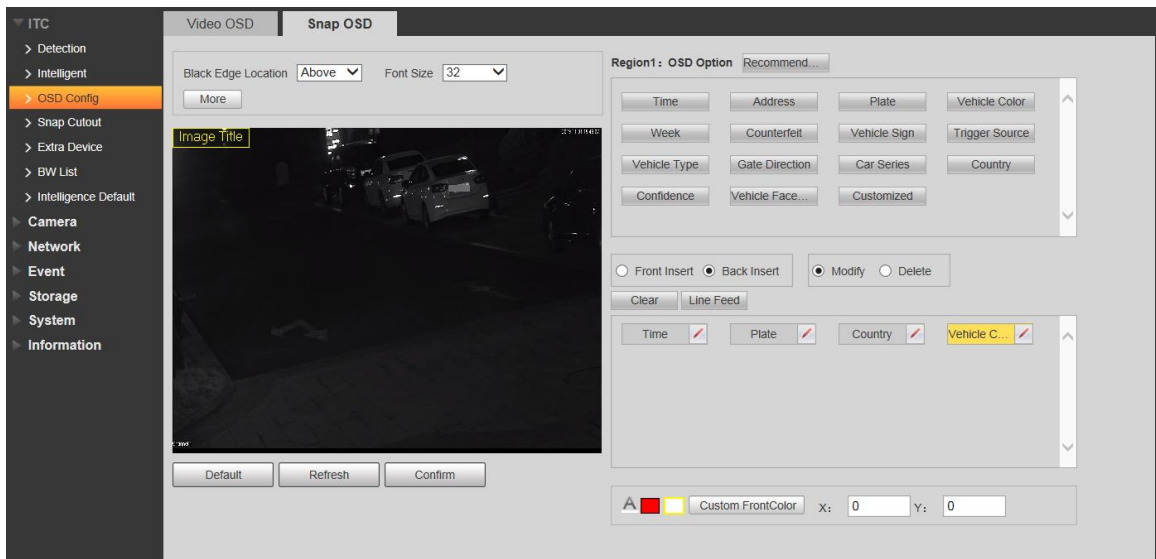 ITC
Detection
Intelligent
OSD Config
Snap Cutout
Extra Device
BW List
Intelligence Default
Camera
Network
Event
Storage
System
Information
Video OSD Snap OSD
Black Edge Location Above Font Size 32
More
Image Title
Default Refresh Confirm
Region1: OSD Option Recommend...
Time Address Plate Vehicle Color
Week Counterfeit Vehicle Sign Trigger Source
Vehicle Type Gate Direction Car Series Country
Confidence Vehicle Face... Customized
Front Insert Back Insert Modify Delete
Clear Line Feed
Time Plate Country Vehicle C...
A Custom FrontColor X: 0 Y: 0